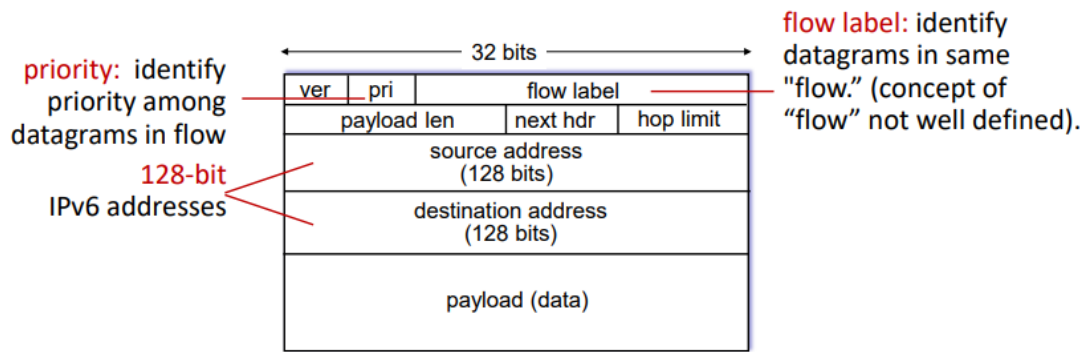 32 bits
priority: identify
priority among
datagrams in flow
128-bit
IPv6 addresses
ver
pri
flow label
payload len
next hdr
hop limit
source address
(128 bits)
destination address
(128 bits)
payload (data)
flow label: identify
datagrams in same
"flow.” (concept of
“flow” not well defined).